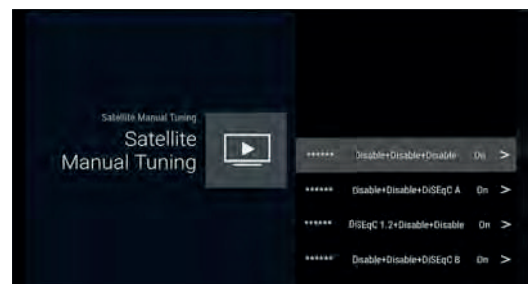 Satellite Manual Tuning
Satellite
Manual Tuning
****** Disable+Disable+Disable On >
****** Disable+Disable+DiSEqC A On >
****** DiSEqC 1.2+Disable+Disable On >
****** Disable+Disable+DiSEqC B On >